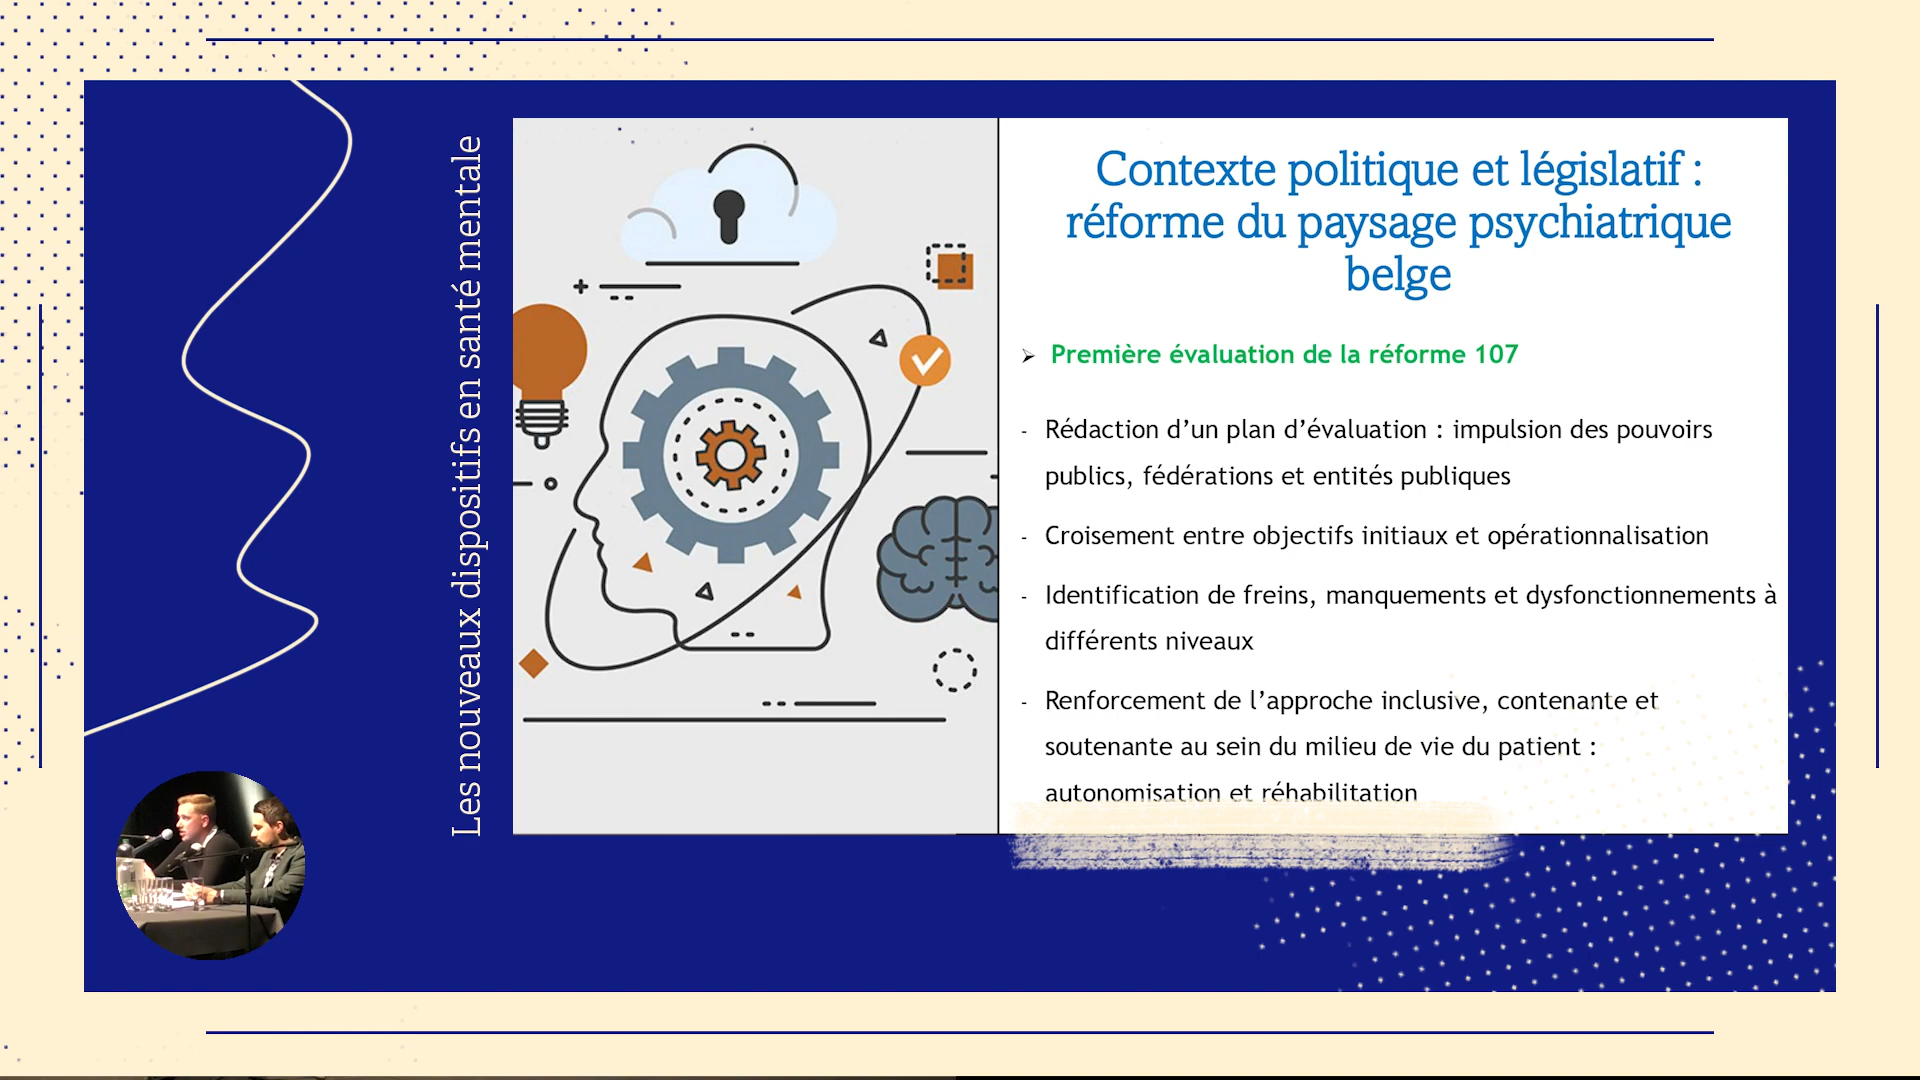 Les nouveaux dispositifs en santé mentale
Contexte politique et législatif :
réforme du paysage psychiatrique
belge
➢ Première évaluation de la réforme 107
- Rédaction d’un plan d’évaluation : impulsion des pouvoirs
publics, fédérations et entités publiques
- Croisement entre objectifs initiaux et opérationnalisation
- Identification de freins, manquements et dysfonctionnements à
différents niveaux
- Renforcement de l’approche inclusive, contenante et
soutenante au sein du milieu de vie du patient :
autonomisation et réhabilitation